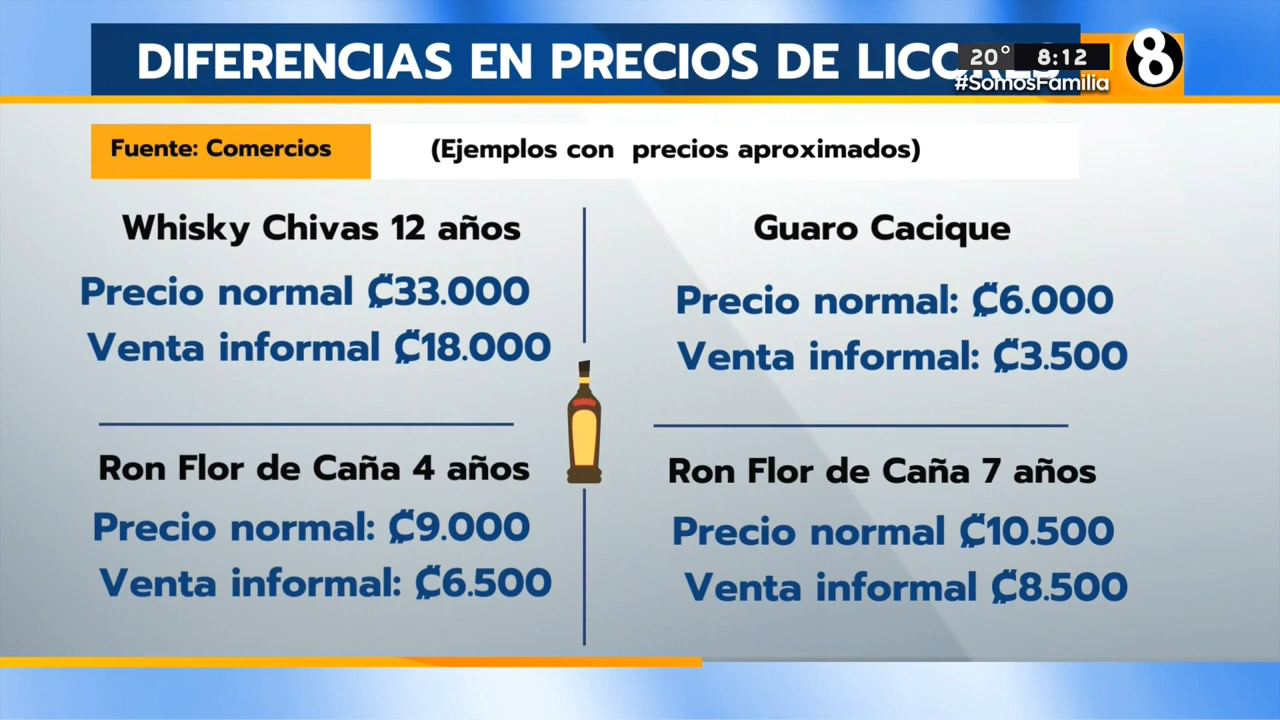 DIFERENCIAS EN PRECIOS DE LICORES
20° 8:12
8
#SomosFamilia
Fuente: Comercios
(Ejemplos con precios aproximados)
Whisky Chivas 12 años
Precio normal ₡33.000
Venta informal ₡18.000
Guaro Cacique
Precio normal: ₡6.000
Venta informal: ₡3.500
Ron Flor de Caña 4 años
Precio normal: ₡9.000
Venta informal: ₡6.500
Ron Flor de Caña 7 años
Precio normal ₡10.500
Venta informal ₡8.500